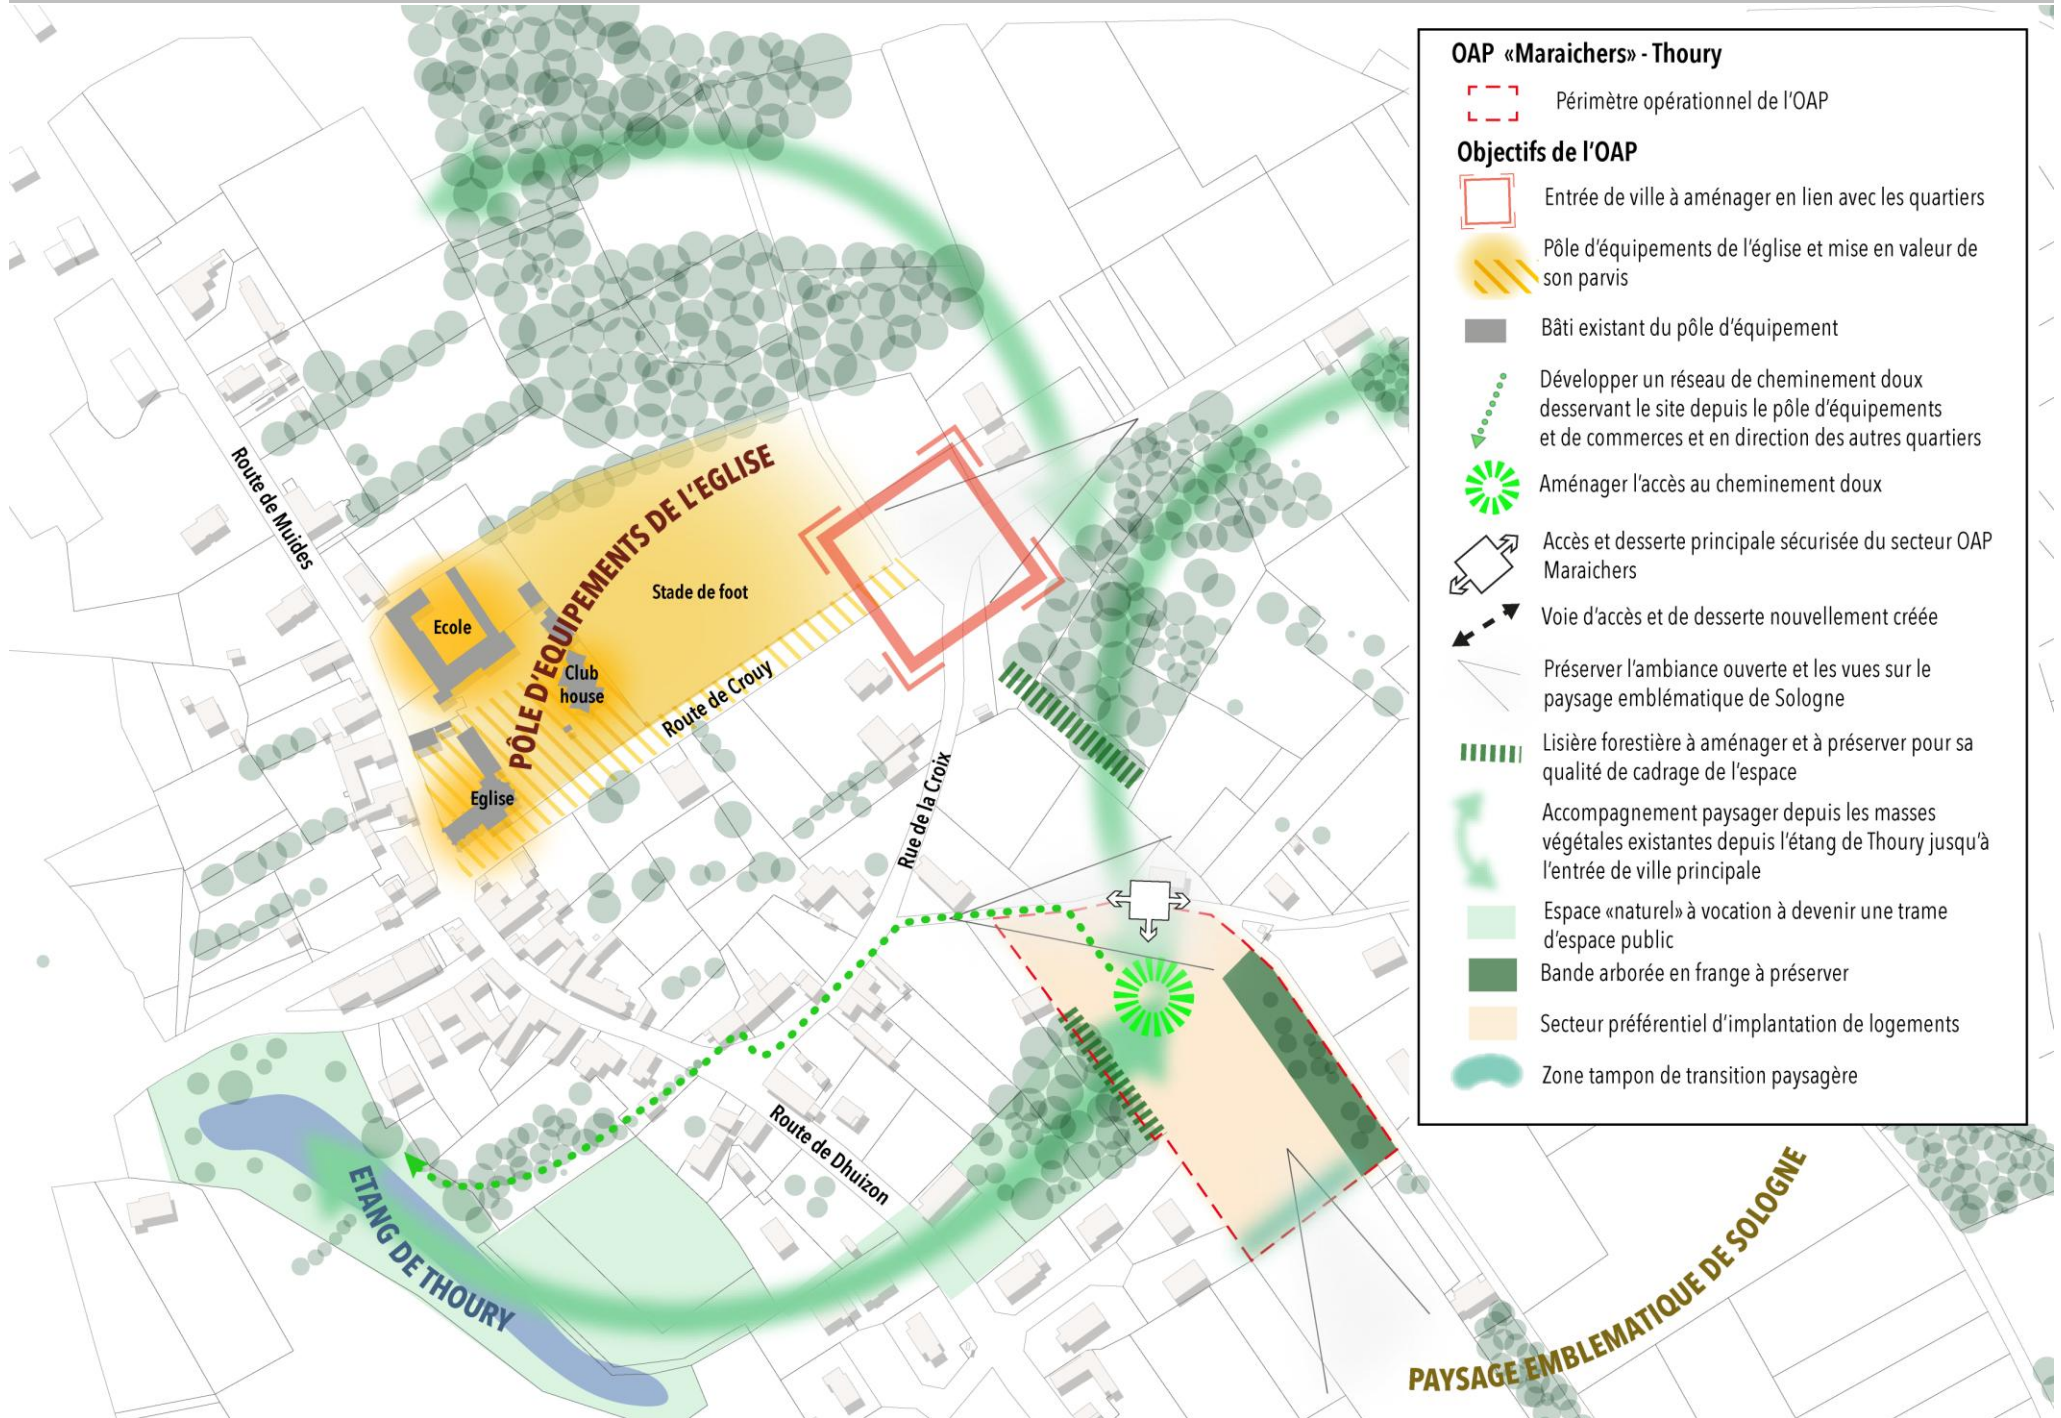 OAP «Maraichers» - Thoury
Périmètre opérationnel de l'OAP
Objectifs de l'OAP
Entrée de ville à aménager en lien avec les quartiers
Pôle d'équipements de l'église et mise en valeur de
son parvis
Bâti existant du pôle d'équipement
Développer un réseau de cheminement doux
desservant le site depuis le pôle d'équipements
et de commerces et en direction des autres quartiers
Aménager l'accès au cheminement doux
Accès et desserte principale sécurisée du secteur OAP
Maraichers
Voie d'accès et de desserte nouvellement créée
Préserver l'ambiance ouverte et les vues sur le
paysage emblématique de Sologne
Lisière forestière à aménager et à préserver pour sa
qualité de cadrage de l'espace
Accompagnement paysager depuis les masses
végétales existantes depuis l'étang de Thoury jusqu'à
l'entrée de ville principale
Espace «naturel» à vocation à devenir une trame
d'espace public
Bande arborée en frange à préserver
Secteur préférentiel d'implantation de logements
Zone tampon de transition paysagère
Route de Muides
PÔLE D'EQUIPEMENTS DE L'EGLISE
Stade de foot
Ecole
Club
house
Route de Crouy
Eglise
Rue de la Croix
Route de Dhuizon
ETANG DE THOURY
PAYSAGE EMBLEMATIQUE DE SOLOGNE